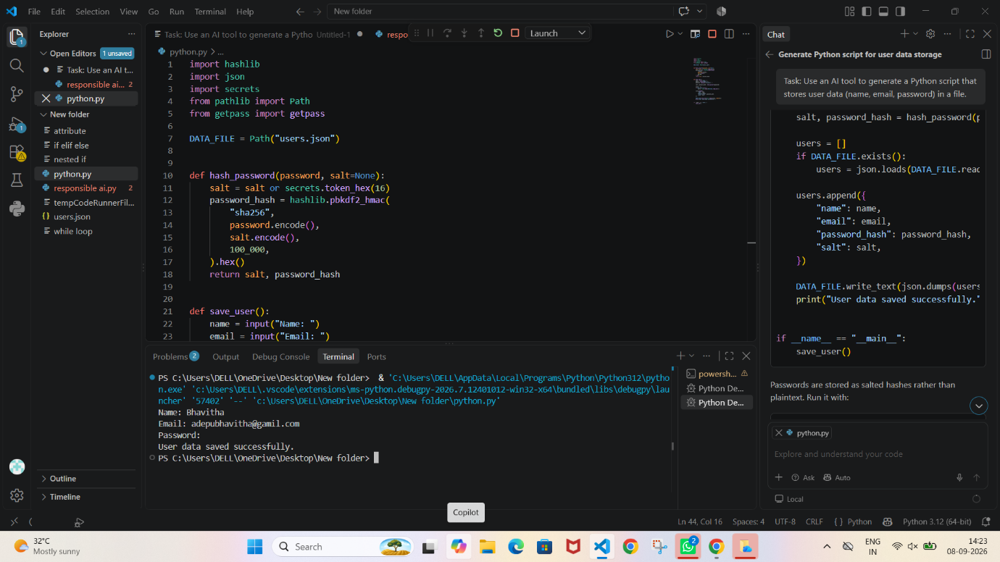 File Edit Selection View Go Run Terminal Help
New folder
Explorer
Open Editors 1 unsaved
Task: Use an AI t...
responsible ai... 2
python.py
New folder
attribute
if elif else
nested if
python.py
responsible ai.py 2
tempCodeRunnerFil...
users.json
while loop
Outline
Timeline
Task: Use an AI tool to generate a Pytho Untitled-1
respo
Launch
python.py > ...
1 import hashlib
2 import json
3 import secrets
4 from pathlib import Path
5 from getpass import getpass
6
7 DATA_FILE = Path("users.json")
8
9
10 def hash_password(password, salt=None):
11 salt = salt or secrets.token_hex(16)
12 password_hash = hashlib.pbkdf2_hmac(
13 "sha256",
14 password.encode(),
15 salt.encode(),
16 100_000,
17 ).hex()
18 return salt, password_hash
19
20
21 def save_user():
22 name = input("Name: ")
23 email = input("Email: ")
Problems 2 Output Debug Console Terminal Ports
PS C:\Users\DELL\OneDrive\Desktop\New folder> & 'C:\Users\DELL\AppData\Local\Programs\Python\Python312\pytho
n.exe' 'c:\Users\DELL\.vscode\extensions\ms-python.debugpy-2026.7.12401012-win32-x64\bundled\libs\debugpy\lau
ncher' '57402' '--' 'c:\Users\DELL\OneDrive\Desktop\New folder\python.py'
Name: Bhavitha
Email: adepubhavitha@gamil.com
Password:
User data saved successfully.
PS C:\Users\DELL\OneDrive\Desktop\New folder>
powersh...
Python De...
Python De...
Chat
Generate Python script for user data storage
Task: Use an AI tool to generate a Python script that
stores user data (name, email, password) in a file.
salt, password_hash = hash_password(p
users = []
if DATA_FILE.exists():
users = json.loads(DATA_FILE.read
users.append({
"name": name,
"email": email,
"password_hash": password_hash,
"salt": salt,
})
DATA_FILE.write_text(json.dumps(users
print("User data saved successfully."
if __name__ == "__main__":
save_user()
Passwords are stored as salted hashes rather than
plaintext. Run it with:
python.py
Explore and understand your code
Ask Auto
Local
Copilot
Ln 44, Col 16 Spaces: 4 UTF-8 CRLF { } Python Python 3.12 (64-bit)
32°C
Mostly sunny
Search
2
ENG
IN
14:23
08-09-2026